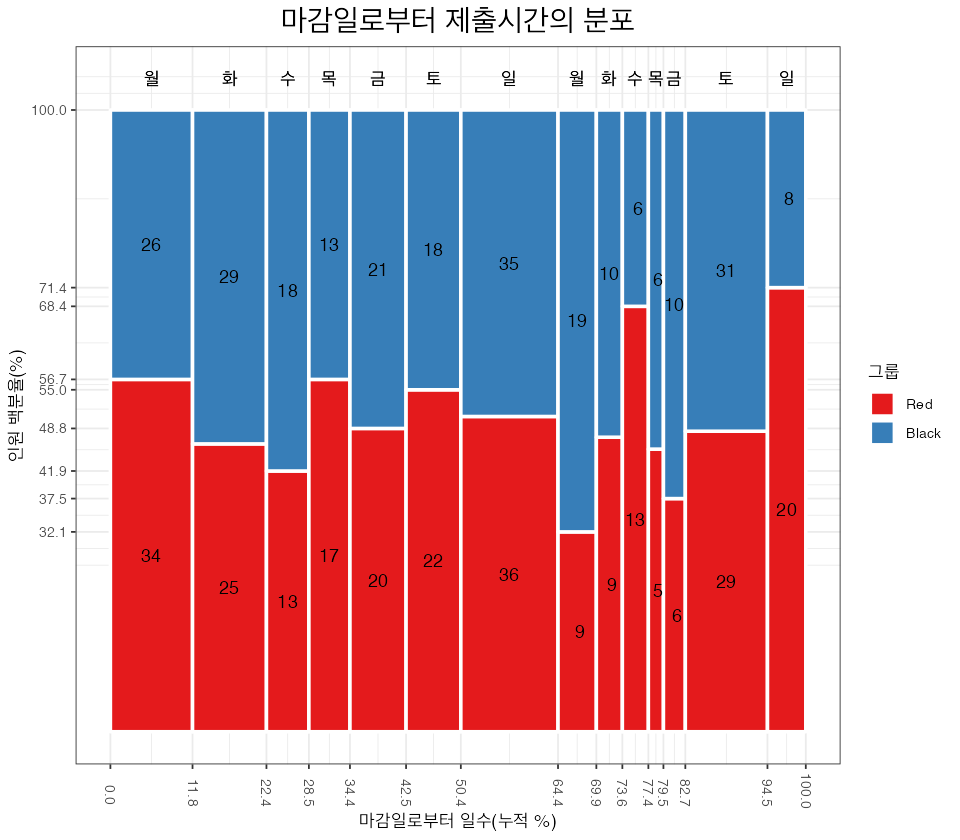 마감일로부터 제출시간의 분포
월 화 수 목 금 토 일 월 화 수 목 금 토 일
100.0
71.4
68.4
56.7
55.0
48.8
41.9
37.5
32.1
인원 백분율(%)
26 29 18 13 21 18 35 19 10 6 6 10 31 8
34 25 13 17 20 22 36 9 9 13 5 6 29 20
그룹
Red
Black
0.0 11.8 22.4 28.5 34.4 42.5 50.4 64.4 69.9 73.6 77.4 79.5 82.7 94.5 100.0
마감일로부터 일수(누적 %)